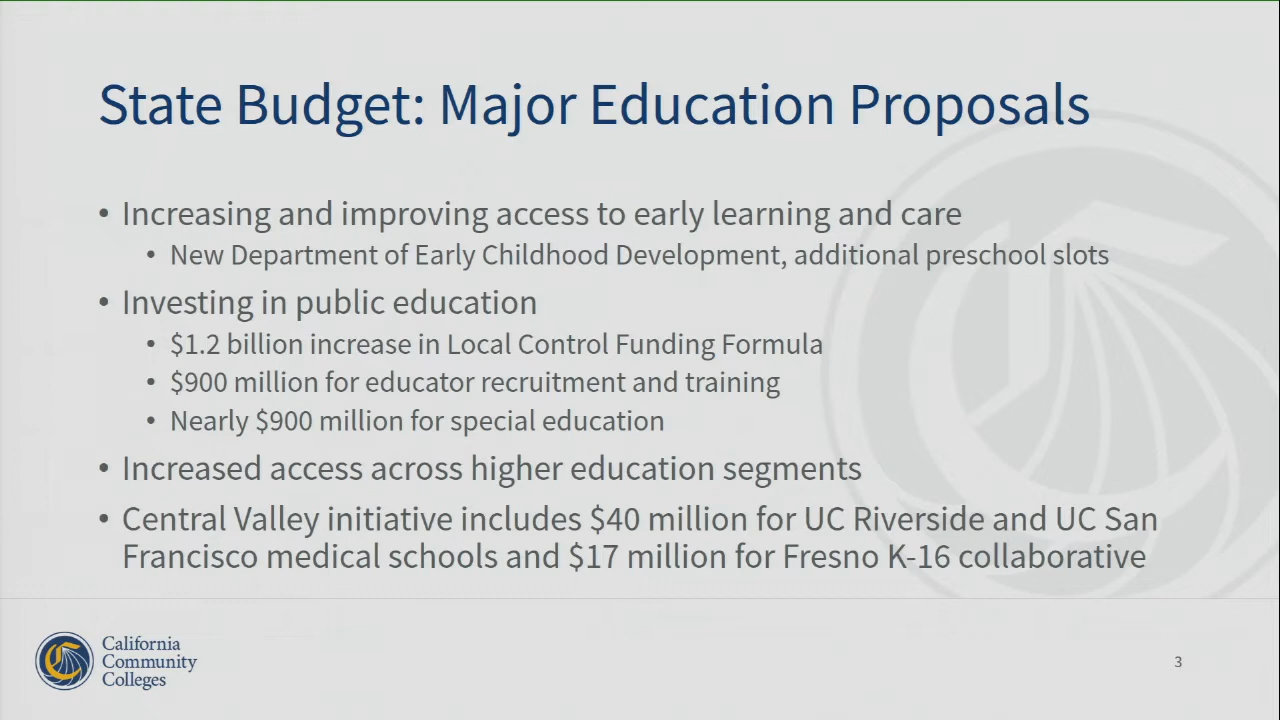 State Budget: Major Education Proposals
• Increasing and improving access to early learning and care
• New Department of Early Childhood Development, additional preschool slots
• Investing in public education
• $1.2 billion increase in Local Control Funding Formula
• $900 million for educator recruitment and training
• Nearly $900 million for special education
• Increased access across higher education segments
• Central Valley initiative includes $40 million for UC Riverside and UC San
Francisco medical schools and $17 million for Fresno K-16 collaborative
California
Community
Colleges
3